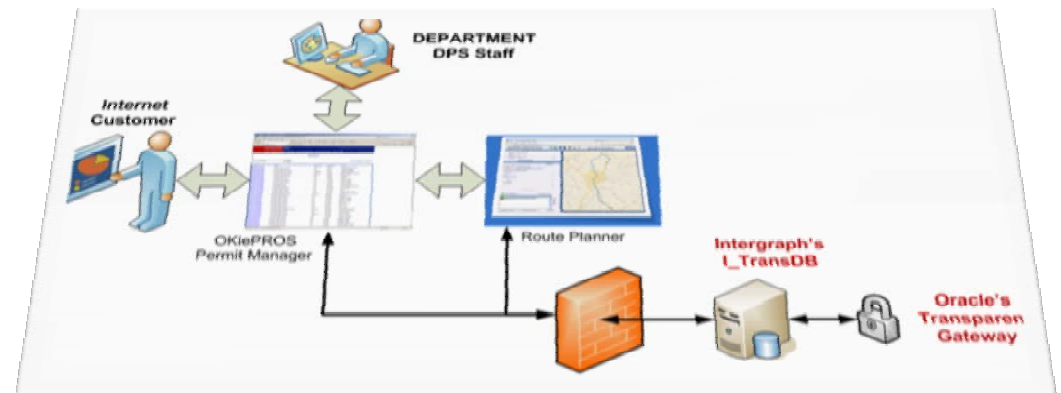 DEPARTMENT
DPS Staff
Internet
Customer
OKiePROS
Permit Manager
Route Planner
Intergraph's
I_TransDB
Oracle's
Transparen
Gateway